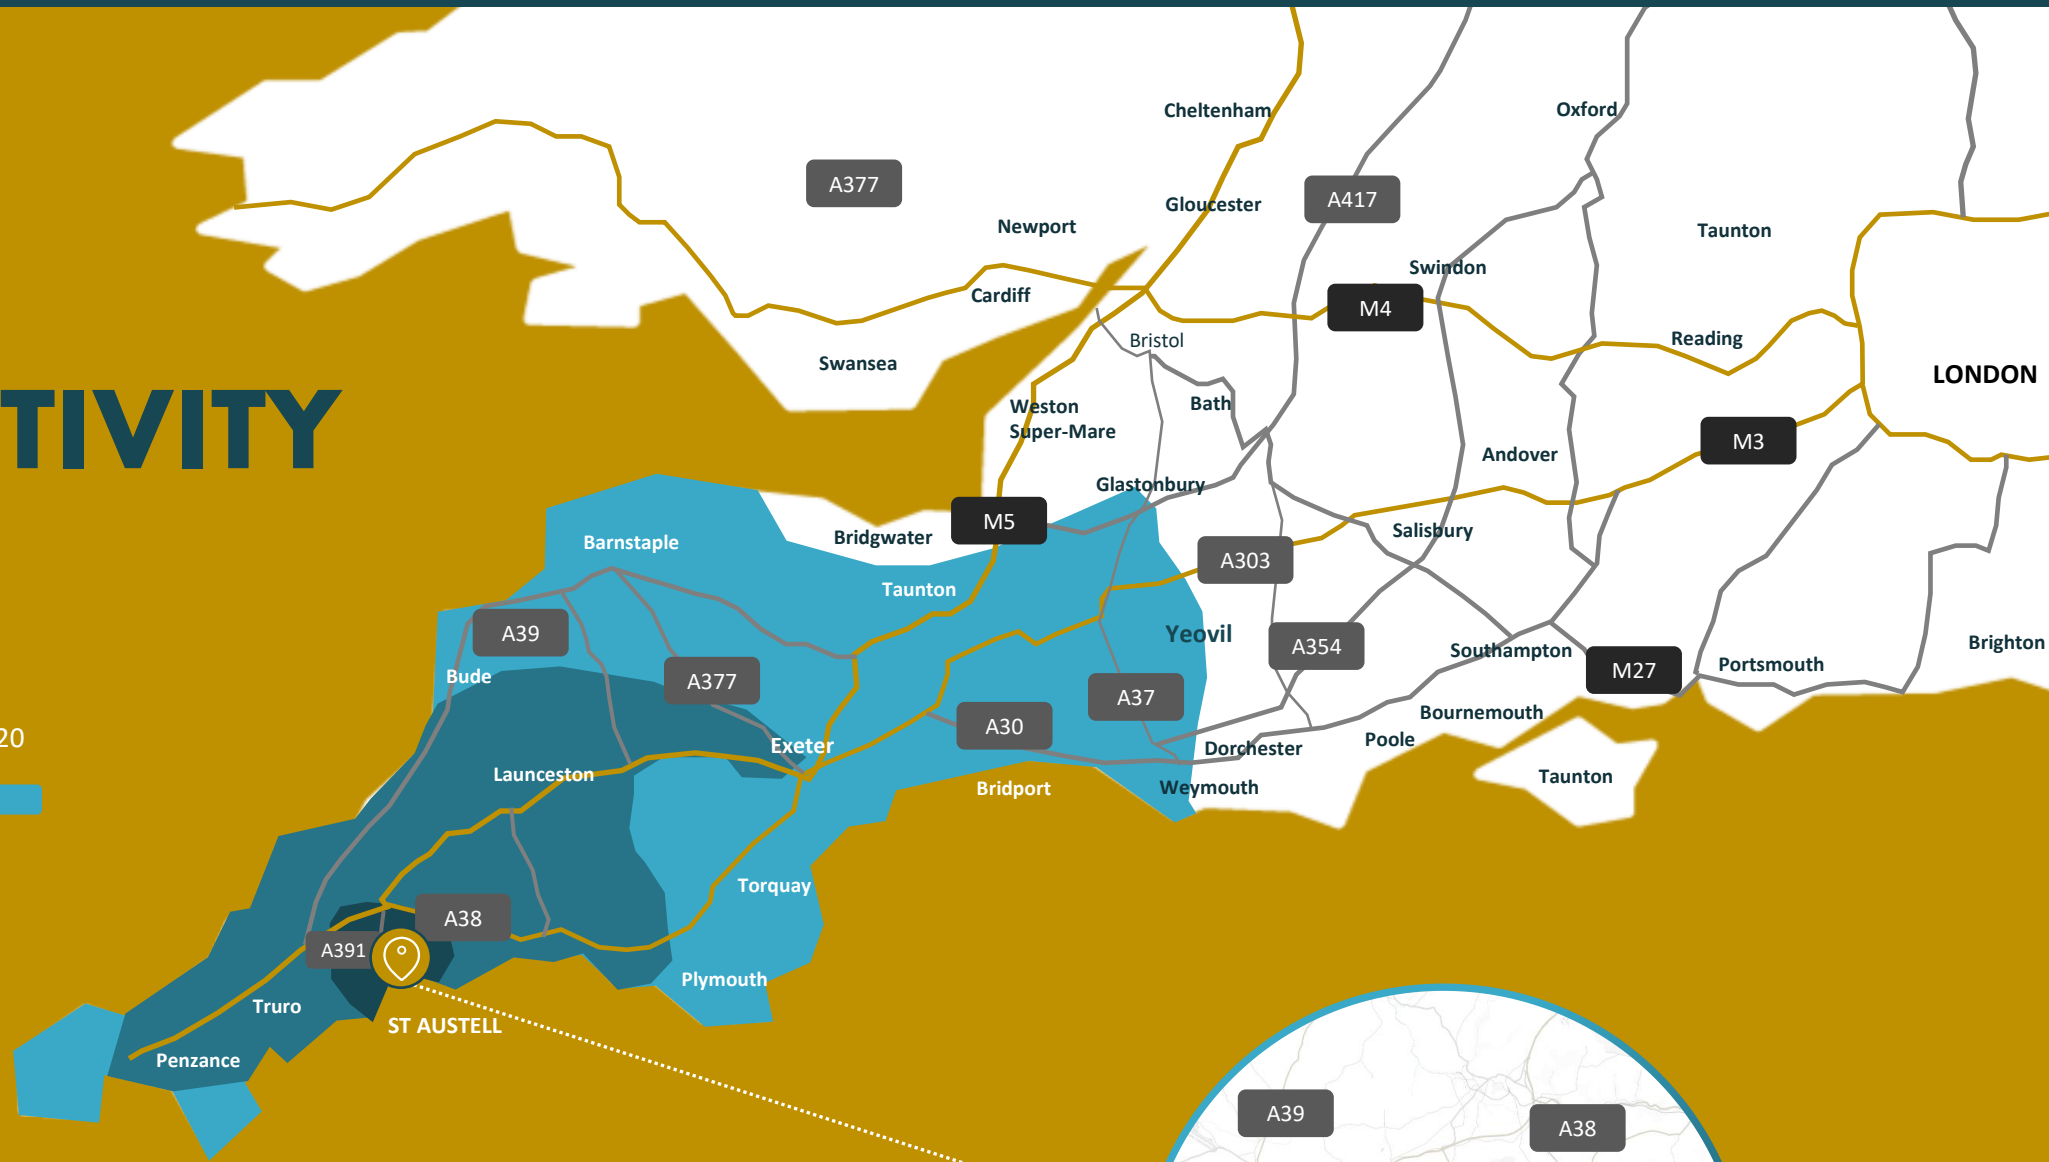 Cheltenham
Oxford
A377
A417
Gloucester
Newport
Taunton
Swindon
Cardiff
M4
Bristol
Reading
Swansea
LONDON
TIVITY
Weston
Super-Mare
Bath
M3
Andover
Glastonbury
M5
Bridgwater
Salisbury
Barnstaple
A303
Taunton
A39
Yeovil
A354
Southampton
Brighton
Bude
A377
M27
Portsmouth
A37
Bournemouth
A30
20
Exeter
Poole
Dorchester
Launceston
Taunton
Bridport
Weymouth
Torquay
A38
A391
Plymouth
Truro
ST AUSTELL
Penzance
A39
A38